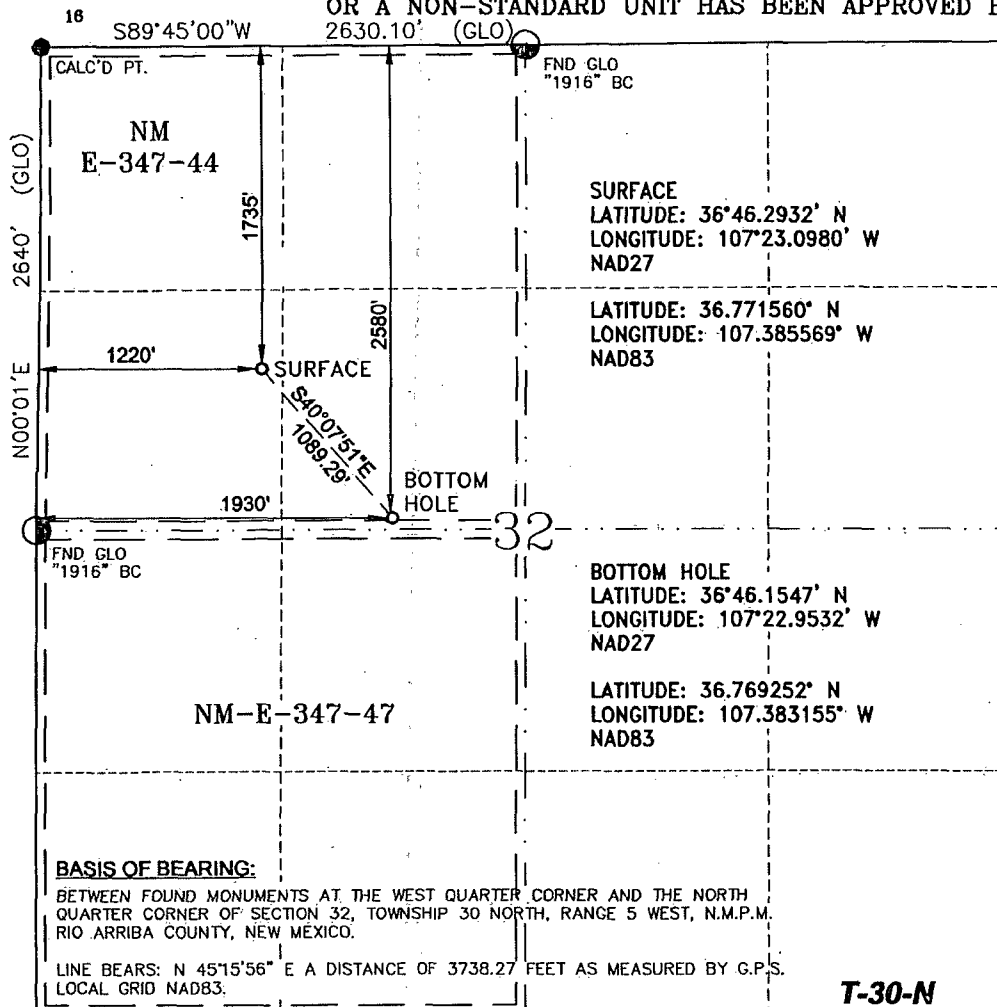 OR A NON-STANDARD UNIT HAS BEEN APPROVED
16
S89°45'00"W 2630.10' (GLO)
CALC'D PT.
FND GLO
"1916" BC
NM
E-347-44
N00°01'E 2640' (GLO)
1735'
2580'
SURFACE
LATITUDE: 36°46.2932' N
LONGITUDE: 107°23.0980' W
NAD27
LATITUDE: 36.771560° N
LONGITUDE: 107.385569° W
NAD83
1220'
SURFACE
S40°07'51"E
1089.29'
BOTTOM
HOLE
1930'
32
FND GLO
"1916" BC
BOTTOM HOLE
LATITUDE: 36°46.1547' N
LONGITUDE: 107°22.9532' W
NAD27
LATITUDE: 36.769252° N
LONGITUDE: 107.383155° W
NAD83
NM-E-347-47
BASIS OF BEARING:
BETWEEN FOUND MONUMENTS AT THE WEST QUARTER CORNER AND THE NORTH
QUARTER CORNER OF SECTION 32, TOWNSHIP 30 NORTH, RANGE 5 WEST, N.M.P.M.
RIO ARRIBA COUNTY, NEW MEXICO.
LINE BEARS: N 45°15'56" E A DISTANCE OF 3738.27 FEET AS MEASURED BY G.P.S.
LOCAL GRID NAD83.
T-30-N